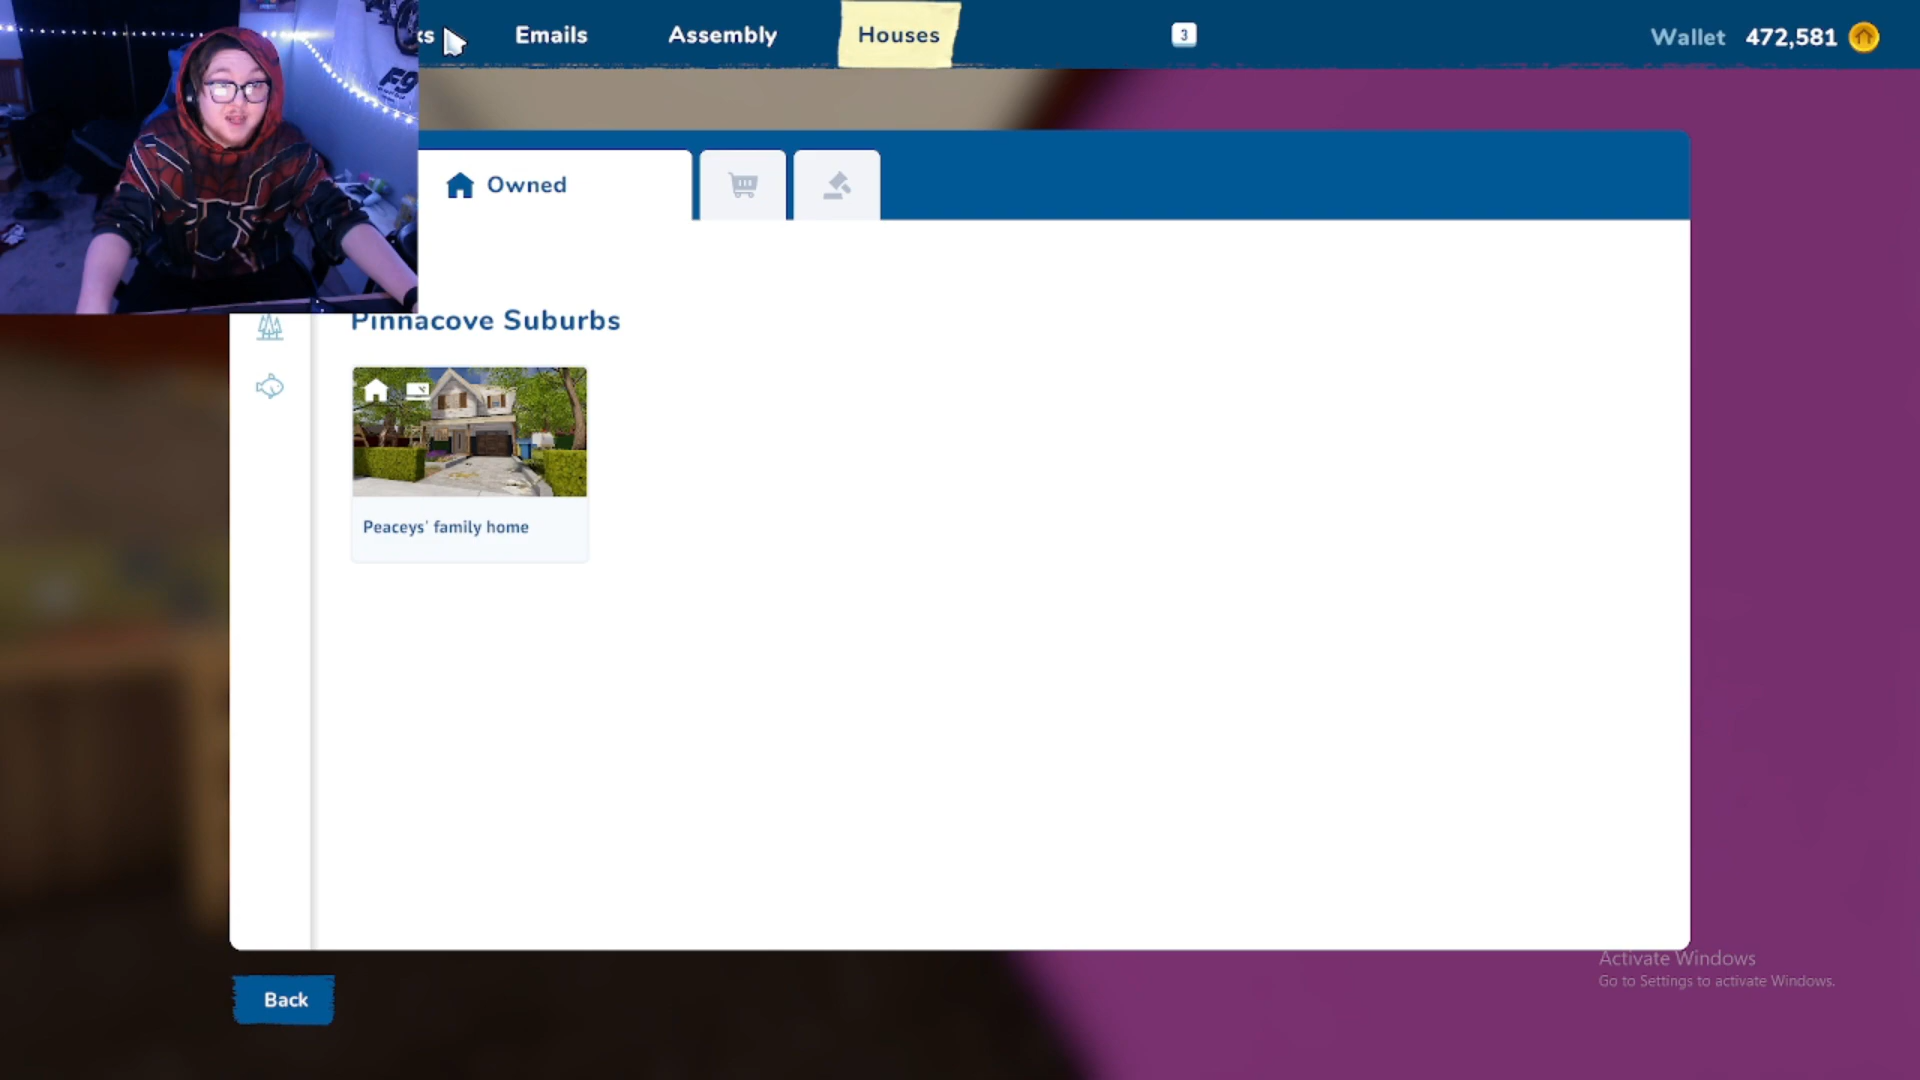 Emails
Assembly
Houses
3
Wallet 472,581
Owned
Pinnacove Suburbs
Peaceys' family home
Back
Activate Windows
Go to Settings to activate Windows.